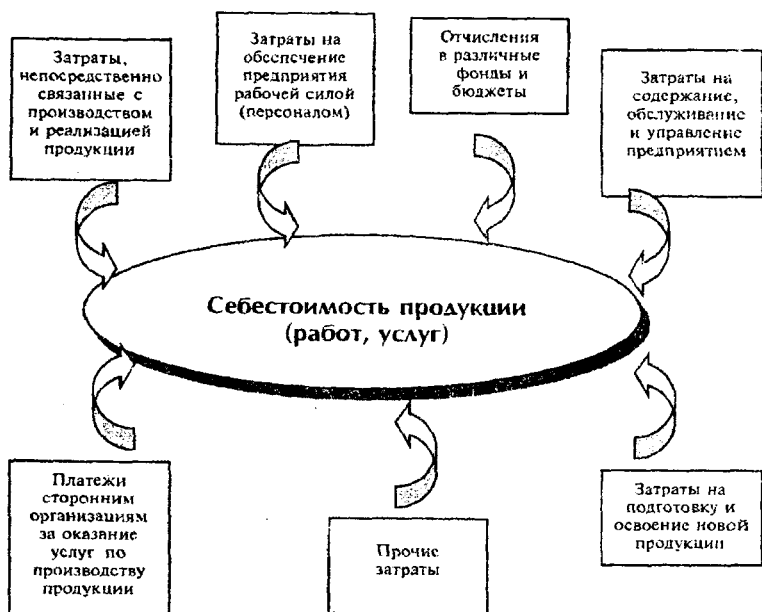 Затраты,
непосредственно
связанные с
производством
и реализацией
продукции
Затраты на
обеспечение
предприятия
рабочей силой
(персоналом)
Отчисления
в различные
фонды и
бюджеты
Затраты на
содержание,
обслуживание
и управление
предприятием
Себестоимость продукции
(работ, услуг)
Платежи
сторонним
организациям
за оказание
услуг по
производству
продукции
Прочие
затраты
Затраты на
подготовку и
освоение новой
продукции